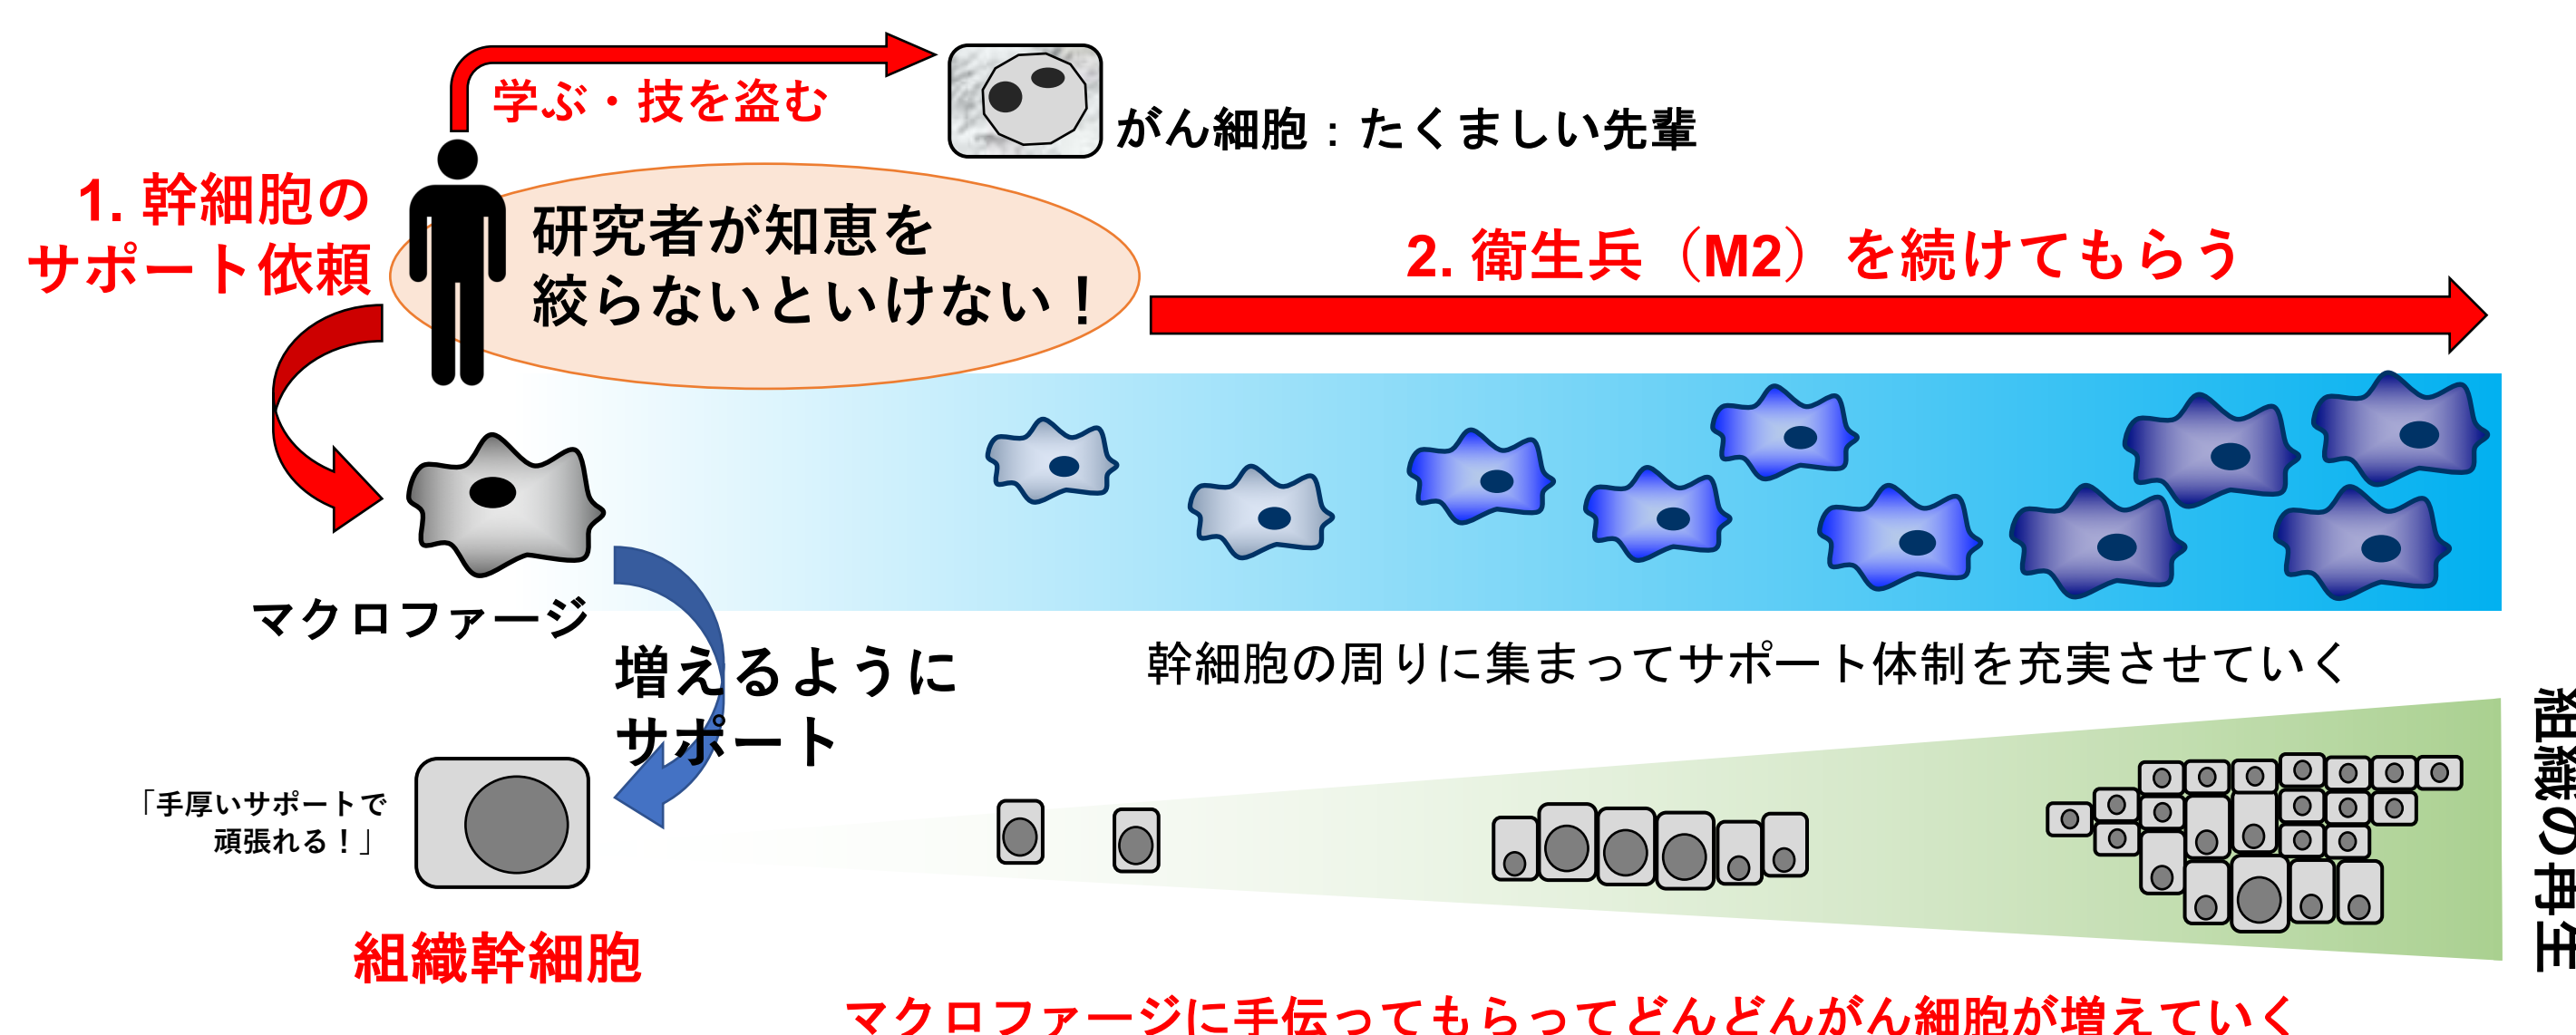 学ぶ・技を盗む
がん細胞：たくましい先輩
1. 幹細胞の
サポート依頼
研究者が知恵を
絞らないといけない！
2. 衛生兵（M2）を続けてもらう
マクロファージ
増えるように
サポート
幹細胞の周りに集まってサポート体制を充実させていく
「手厚いサポートで
頑張れる！」
組織幹細胞
組織の再生
マクロファージに手伝ってもらってどんどんがん細胞が増えていく